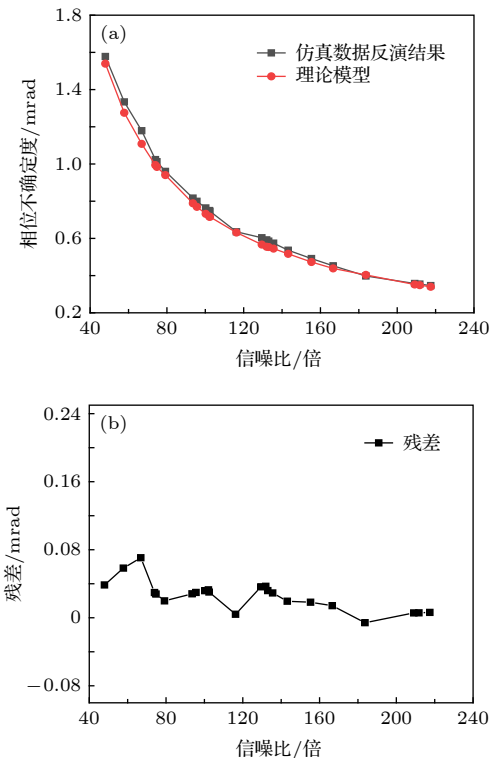 1.8
(a)
仿真数据反演结果
理论模型
1.4
1.0
0.6
0.2
相位不确定度/mrad
40 80 120 160 200 240
信噪比/倍
0.24
(b)
残差
0.16
0.08
0
−0.08
残差/mrad
40 80 120 160 200 240
信噪比/倍